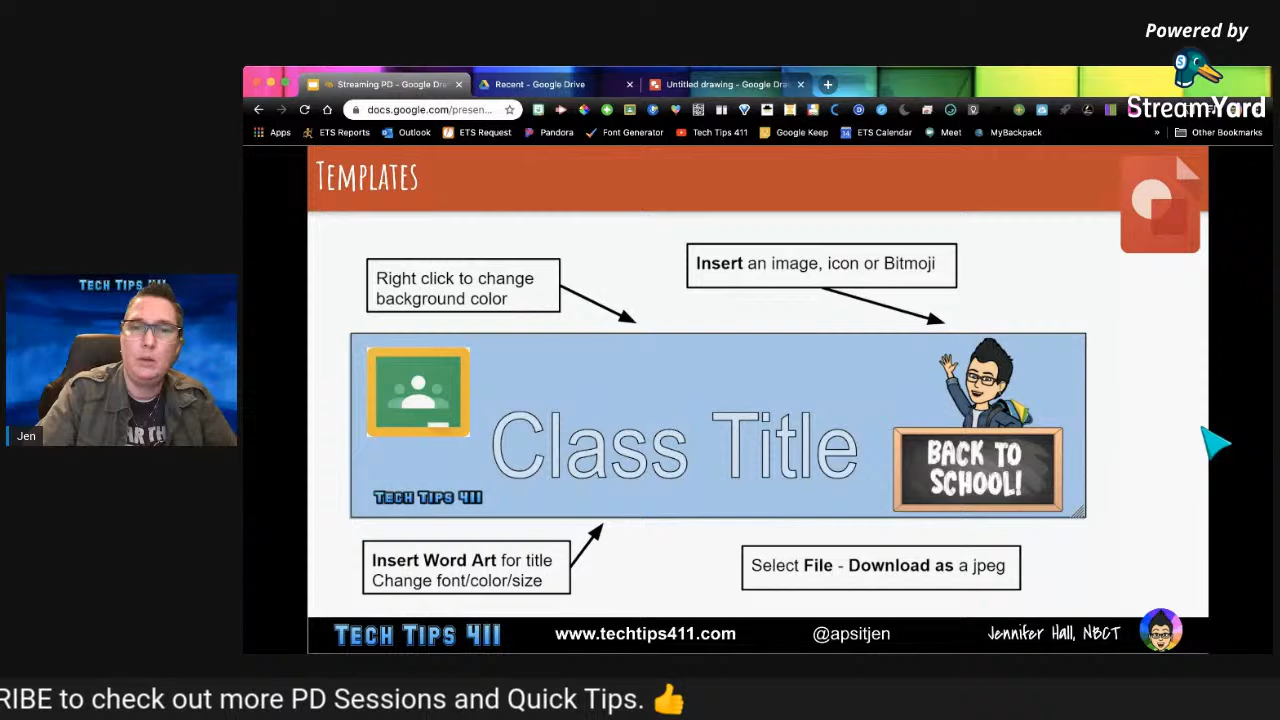 Powered by
StreamYard
Streaming PD - Google Dra
Recent - Google Drive
Untitled drawing - Google Dra
docs.google.com/presen...
Apps
ETS Reports
Outlook
ETS Request
Pandora
Font Generator
Tech Tips 411
Google Keep
ETS Calendar
Meet
MyBackpack
»
Other Bookmarks
Templates
Right click to change
background color
Insert an image, icon or Bitmoji
Class Title
BACK TO
SCHOOL!
TECH TIPS 411
Insert Word Art for title
Change font/color/size
Select File - Download as a jpeg
TECH TIPS 411
www.techtips411.com
@apsitjen
Jennifer Hall, NBCT
TECH TIPS 411
Jen
RIBE to check out more PD Sessions and Quick Tips. 👍